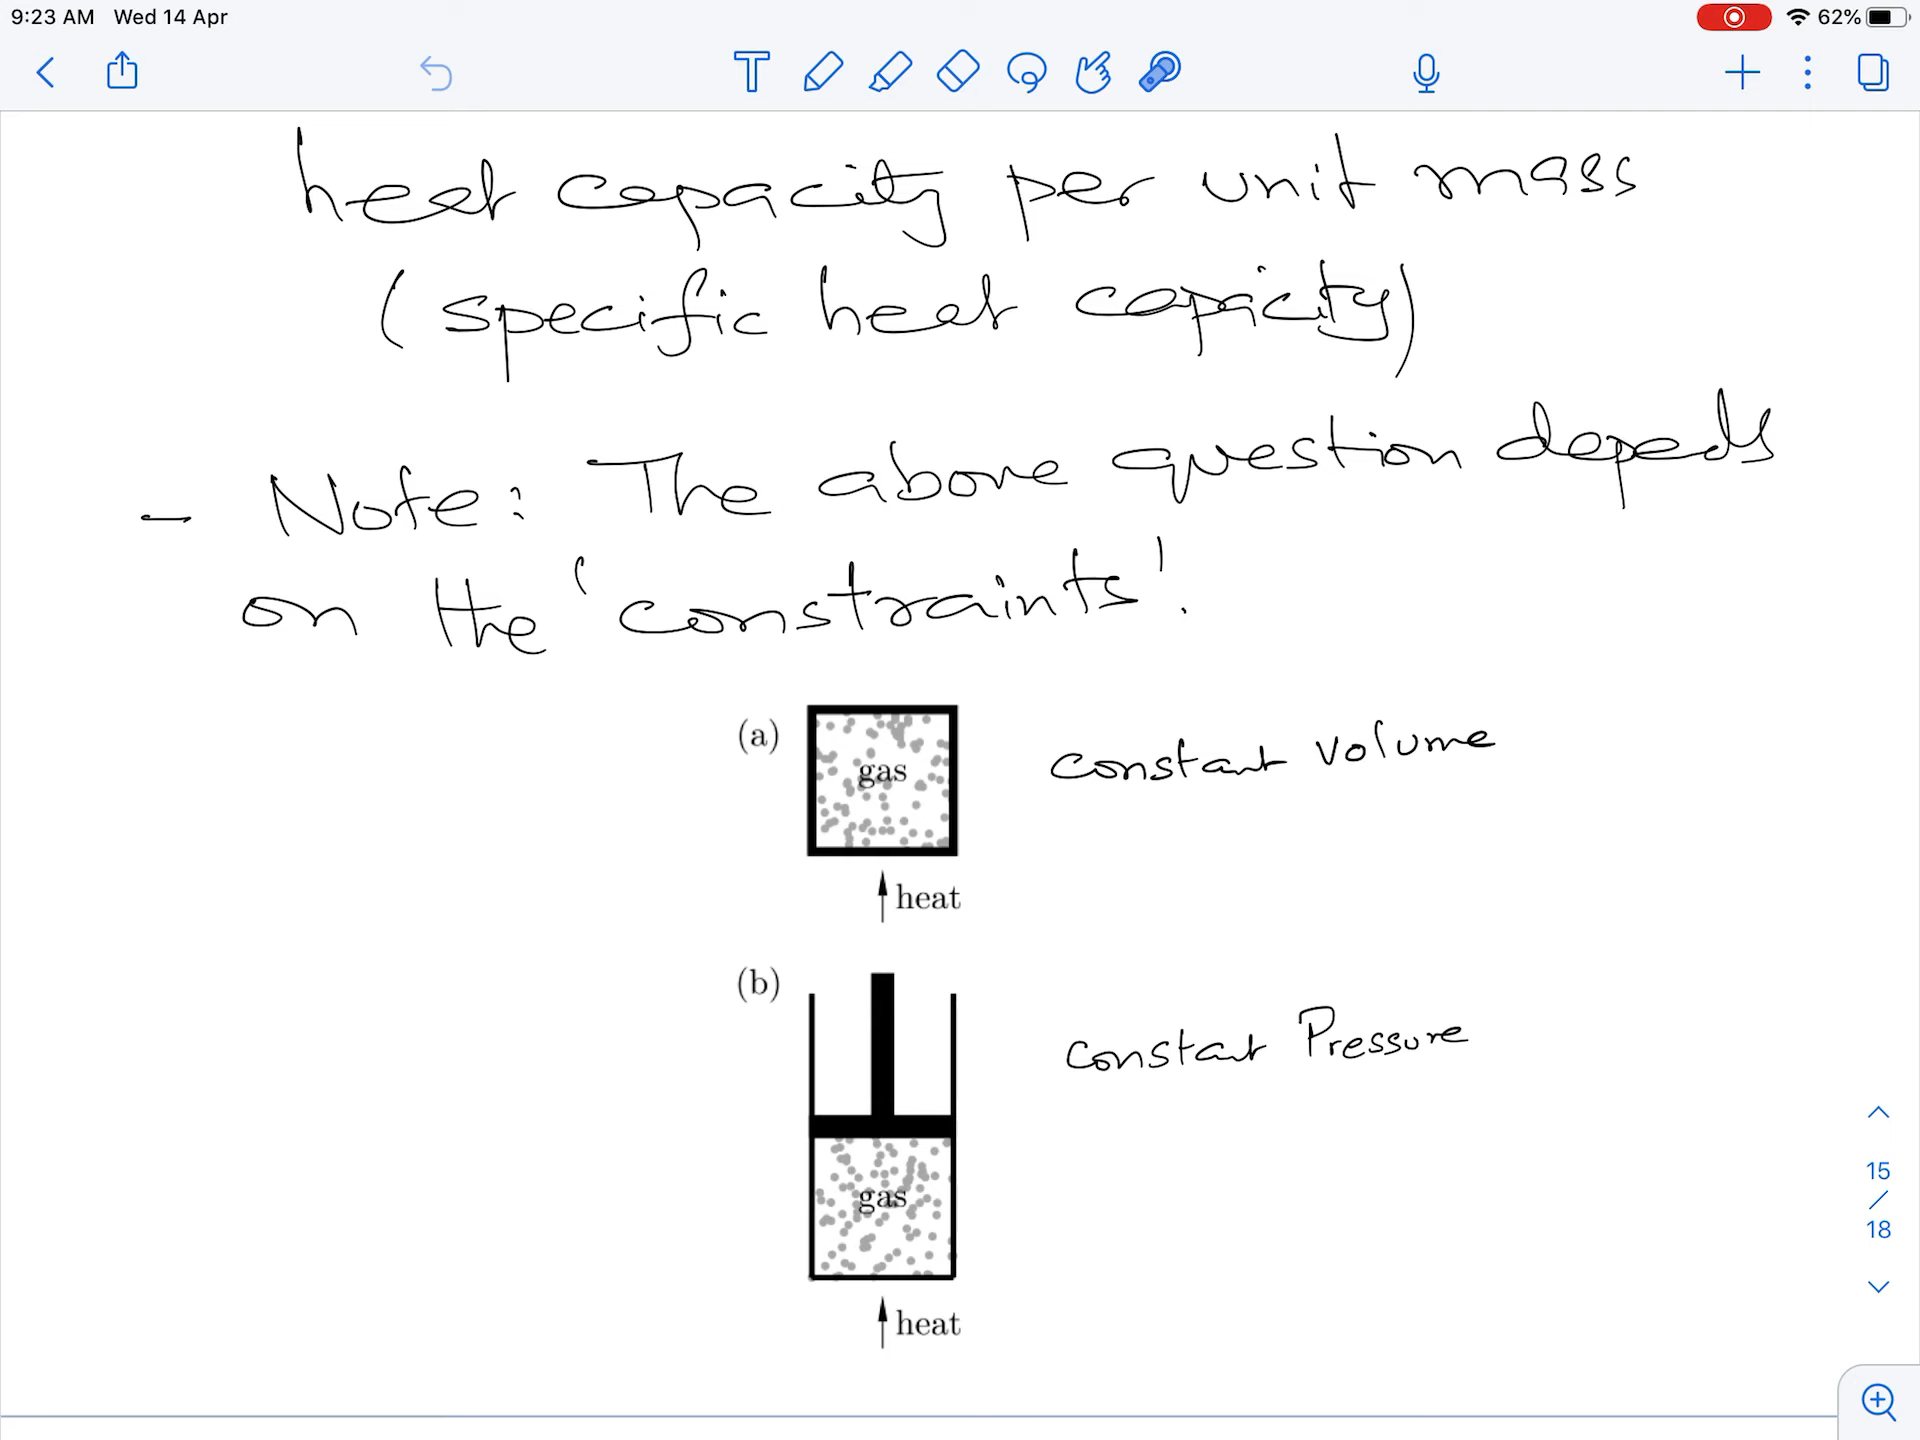 9:23 AM Wed 14 Apr
62%
heat capacity per unit mass
(specific heat capacity)
- Note: The above question depends
on the 'constraints'.
(a)
gas
constant volume
heat
(b)
constant Pressure
gas
heat
15
/
18